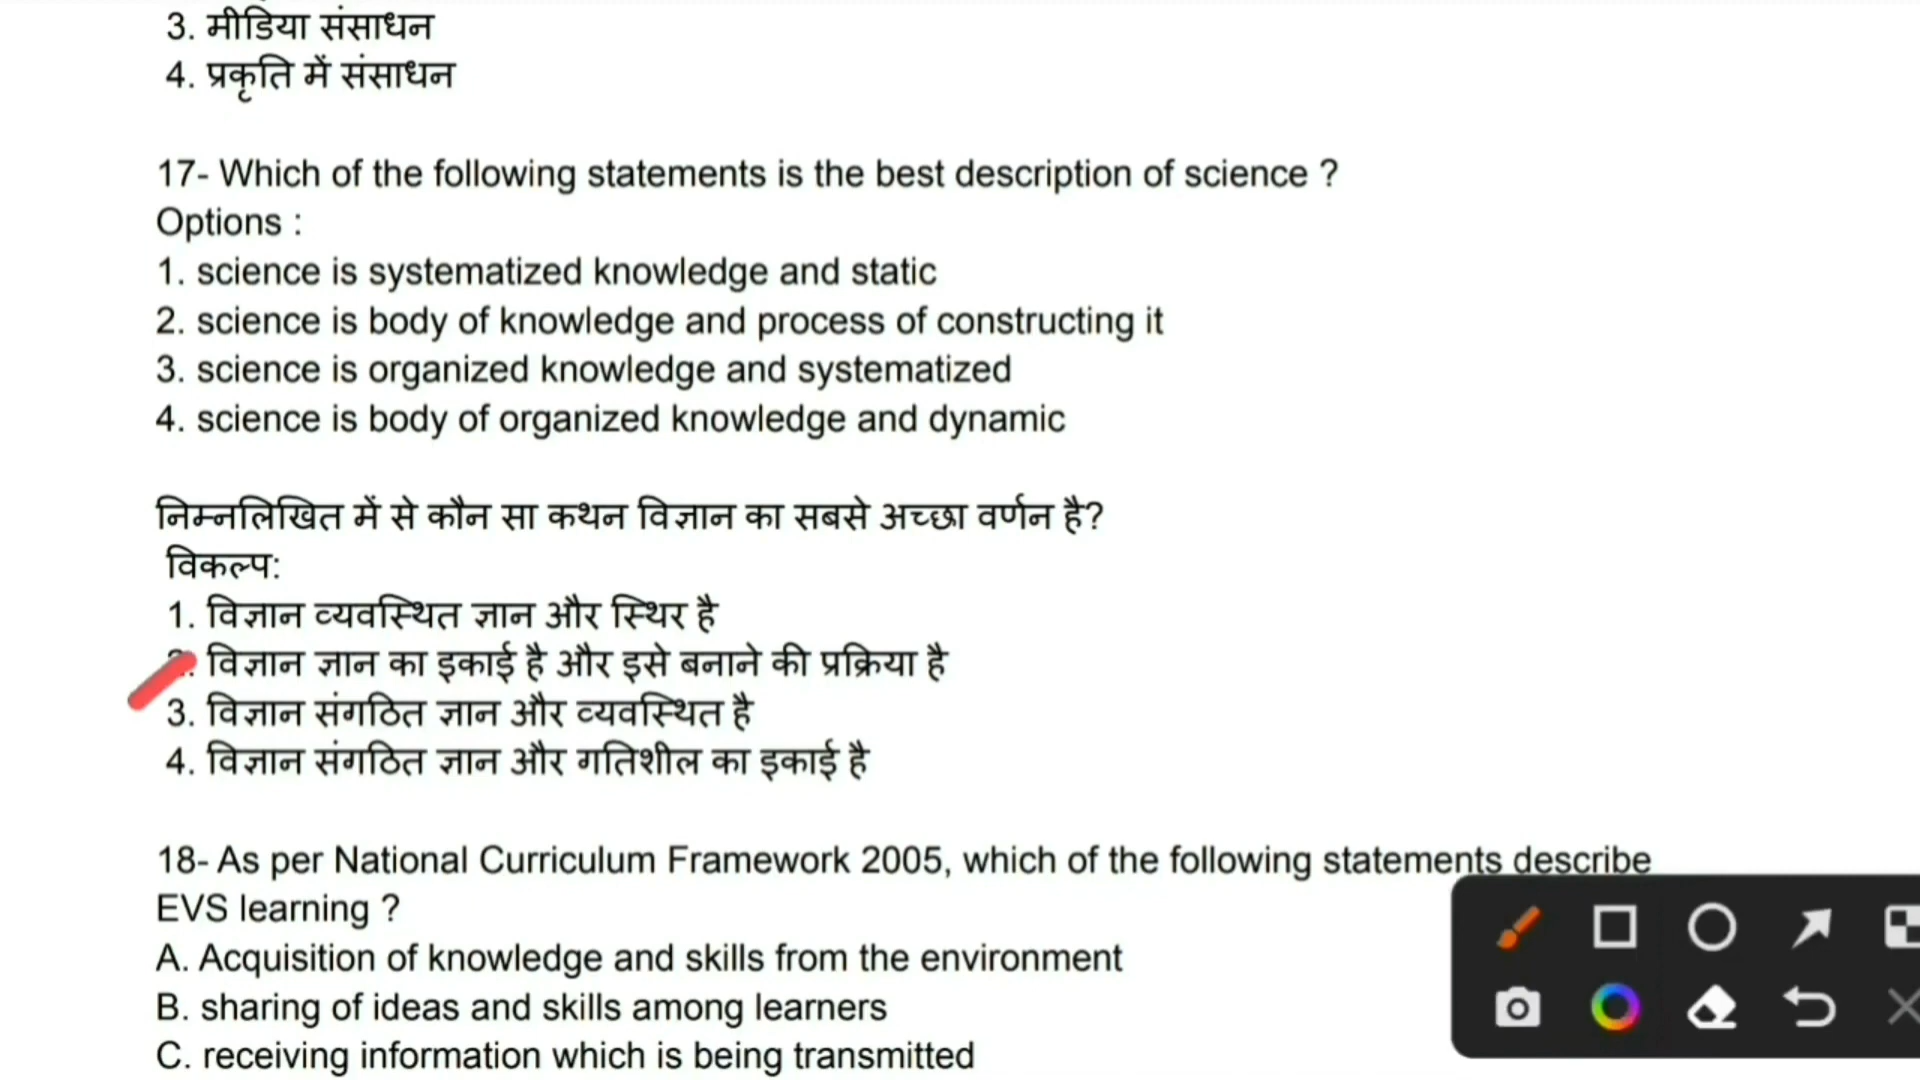 3. मीडिया संसाधन
4. प्रकृति में संसाधन
17- Which of the following statements is the best description of science ?
Options :
1. science is systematized knowledge and static
2. science is body of knowledge and process of constructing it
3. science is organized knowledge and systematized
4. science is body of organized knowledge and dynamic
निम्नलिखित में से कौन सा कथन विज्ञान का सबसे अच्छा वर्णन है?
विकल्प:
1. विज्ञान व्यवस्थित ज्ञान और स्थिर है
2. विज्ञान ज्ञान का इकाई है और इसे बनाने की प्रक्रिया है
3. विज्ञान संगठित ज्ञान और व्यवस्थित है
4. विज्ञान संगठित ज्ञान और गतिशील का इकाई है
18- As per National Curriculum Framework 2005, which of the following statements describe
EVS learning ?
A. Acquisition of knowledge and skills from the environment
B. sharing of ideas and skills among learners
C. receiving information which is being transmitted